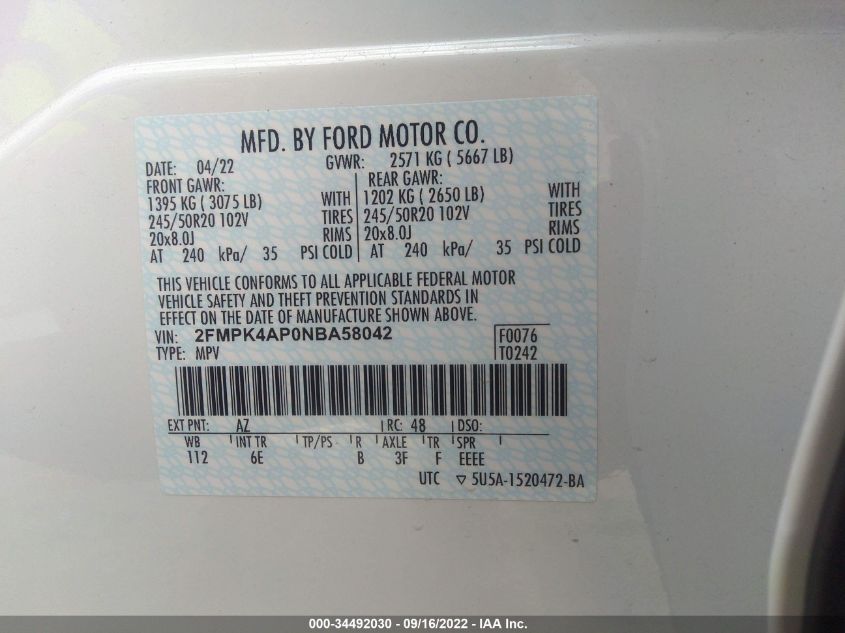 MFD. BY FORD MOTOR CO.
DATE: 04/22 GVWR: 2571 KG ( 5667 LB)
FRONT GAWR: REAR GAWR:
1395 KG ( 3075 LB) WITH 1202 KG ( 2650 LB) WITH
245/50R20 102V TIRES 245/50R20 102V TIRES
20x8.0J RIMS 20x8.0J RIMS
AT 240 kPa/ 35 PSI COLD AT 240 kPa/ 35 PSI COLD
THIS VEHICLE CONFORMS TO ALL APPLICABLE FEDERAL MOTOR
VEHICLE SAFETY AND THEFT PREVENTION STANDARDS IN
EFFECT ON THE DATE OF MANUFACTURE SHOWN ABOVE.
VIN: 2FMPK4AP0NBA58042 F0076
TYPE: MPV T0242
EXT PNT: AZ RC: 48 DSO:
WB INT TR TP/PS R AXLE TR SPR
112 6E B 3F F EEEE
UTC ▽ 5U5A-1520472-BA
000-34492030 - 09/16/2022 - IAA Inc.